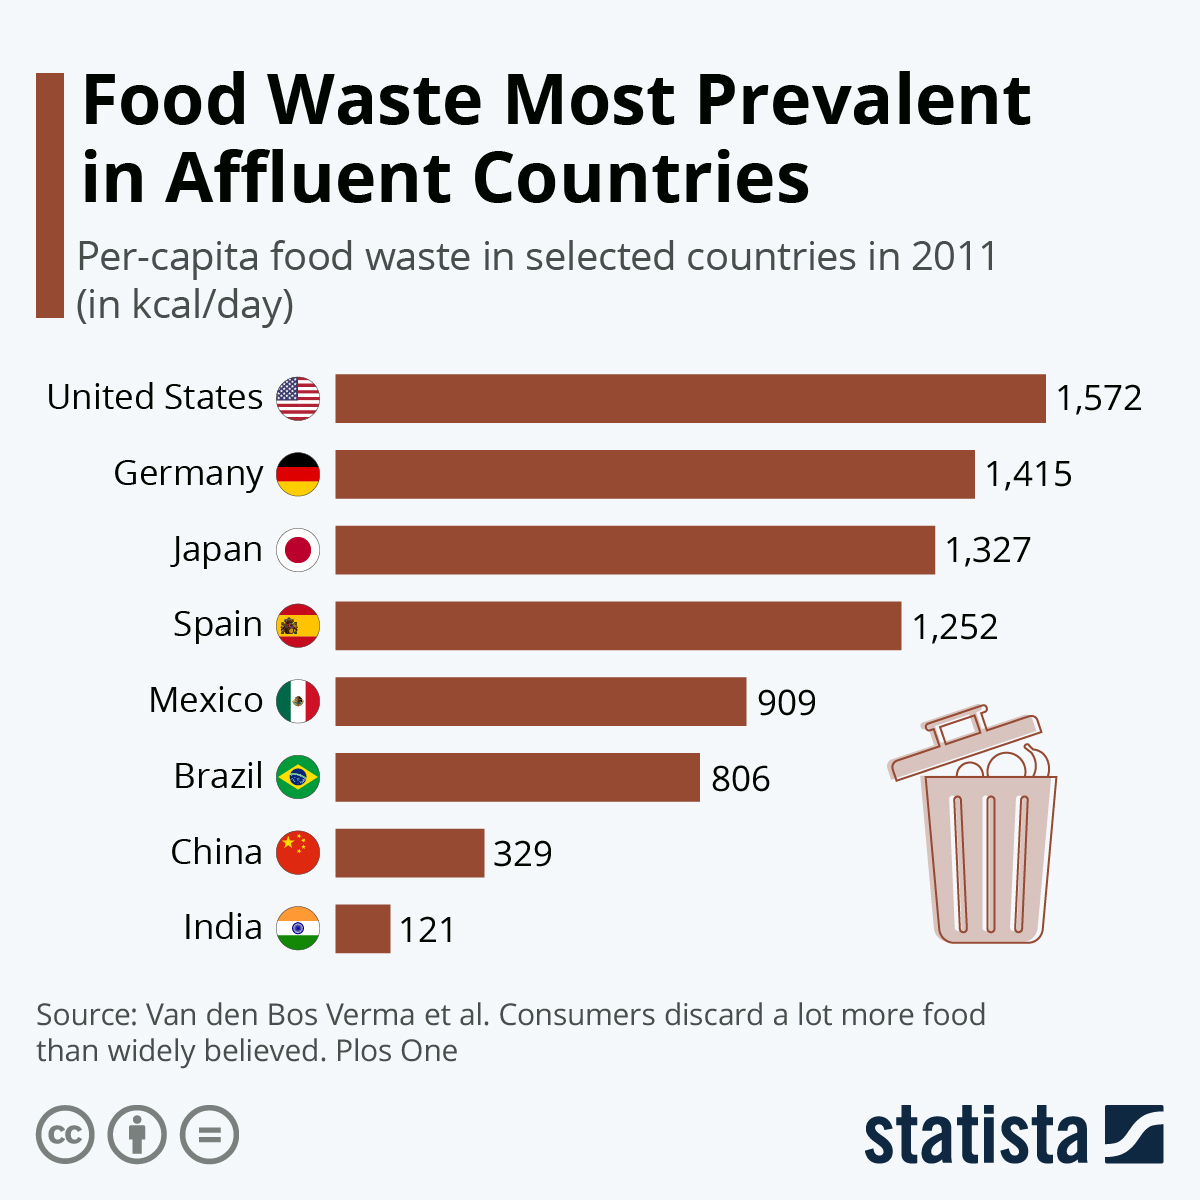 Food Waste Most Prevalent
in Affluent Countries
Per-capita food waste in selected countries in 2011
(in kcal/day)
United States 1,572
Germany 1,415
Japan 1,327
Spain 1,252
Mexico 909
Brazil 806
China 329
India 121
Source: Van den Bos Verma et al. Consumers discard a lot more food
than widely believed. Plos One
cc
statista